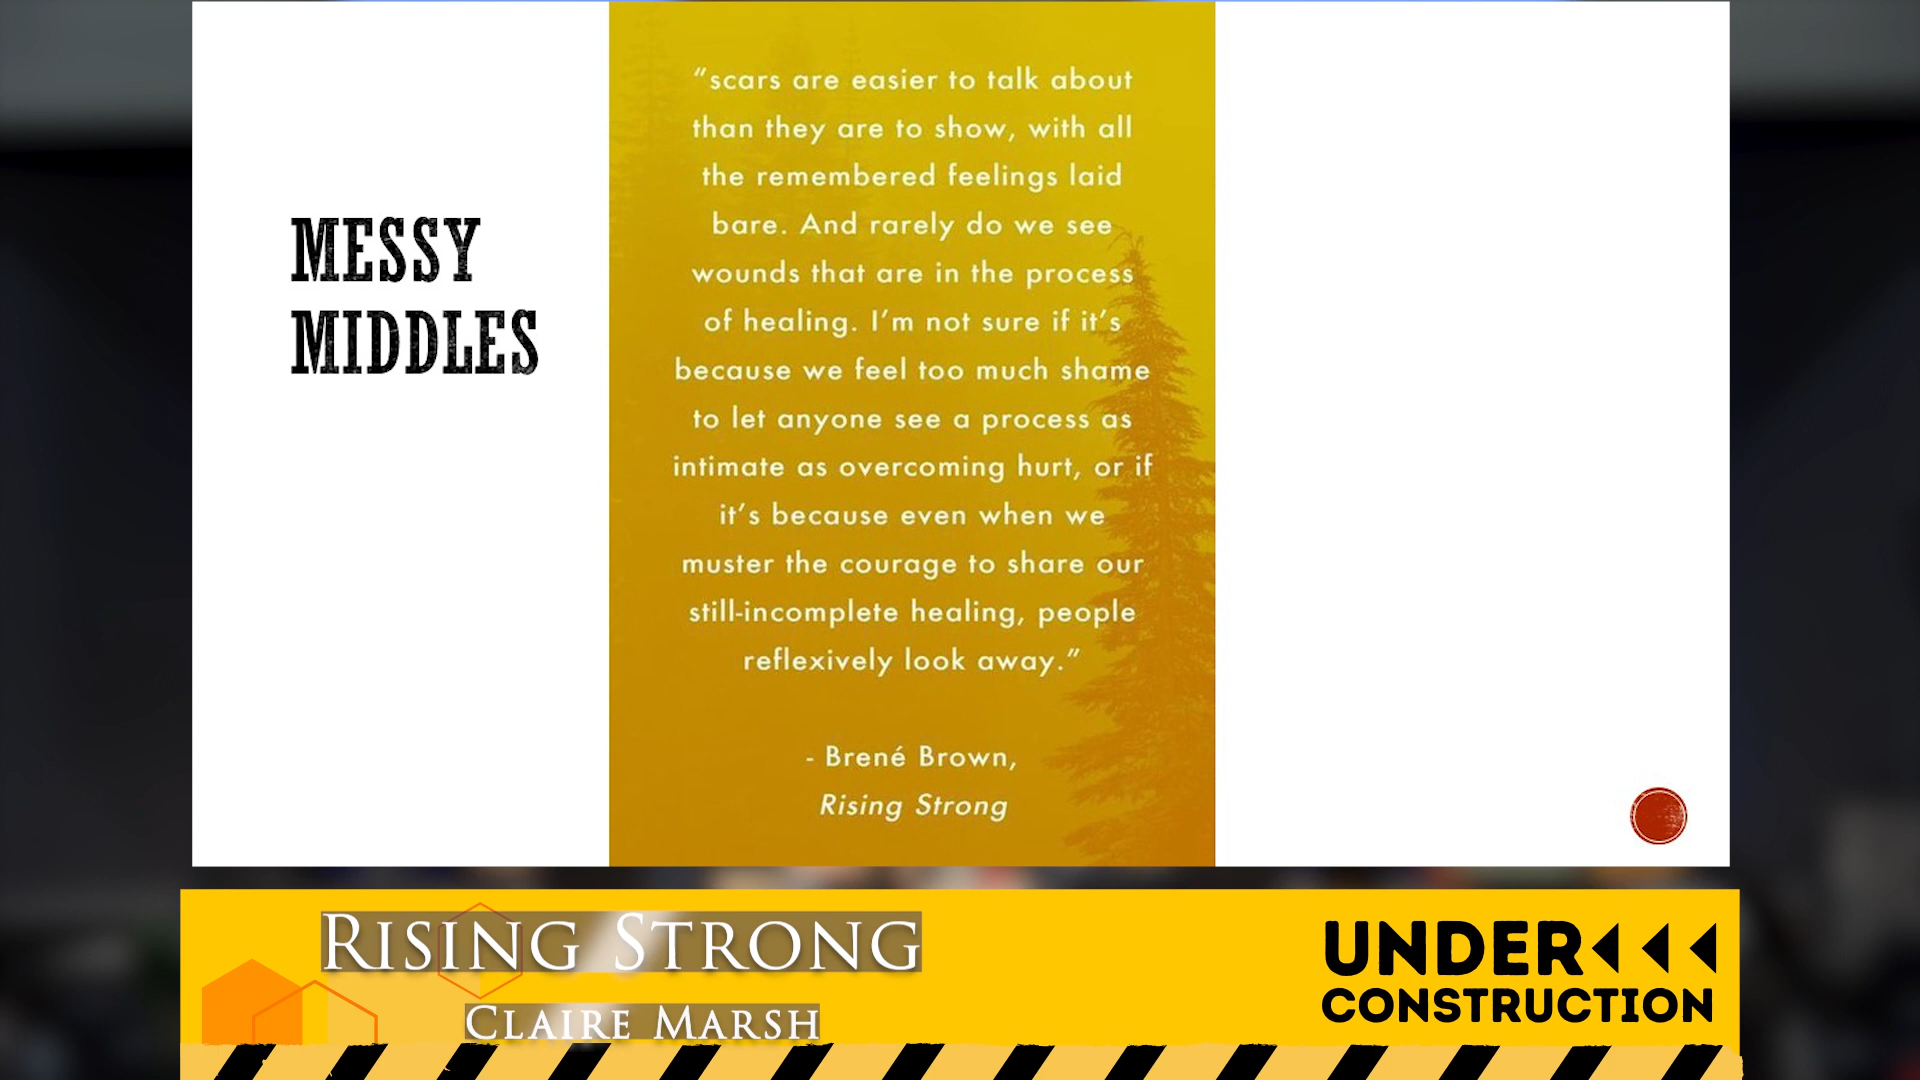 MESSY
MIDDLES
“scars are easier to talk about
than they are to show, with all
the remembered feelings laid
bare. And rarely do we see
wounds that are in the process
of healing. I’m not sure if it’s
because we feel too much shame
to let anyone see a process as
intimate as overcoming hurt, or if
it’s because even when we
muster the courage to share our
still-incomplete healing, people
reflexively look away.”
- Brené Brown,
Rising Strong
Rising Strong
Claire Marsh
UNDER
CONSTRUCTION